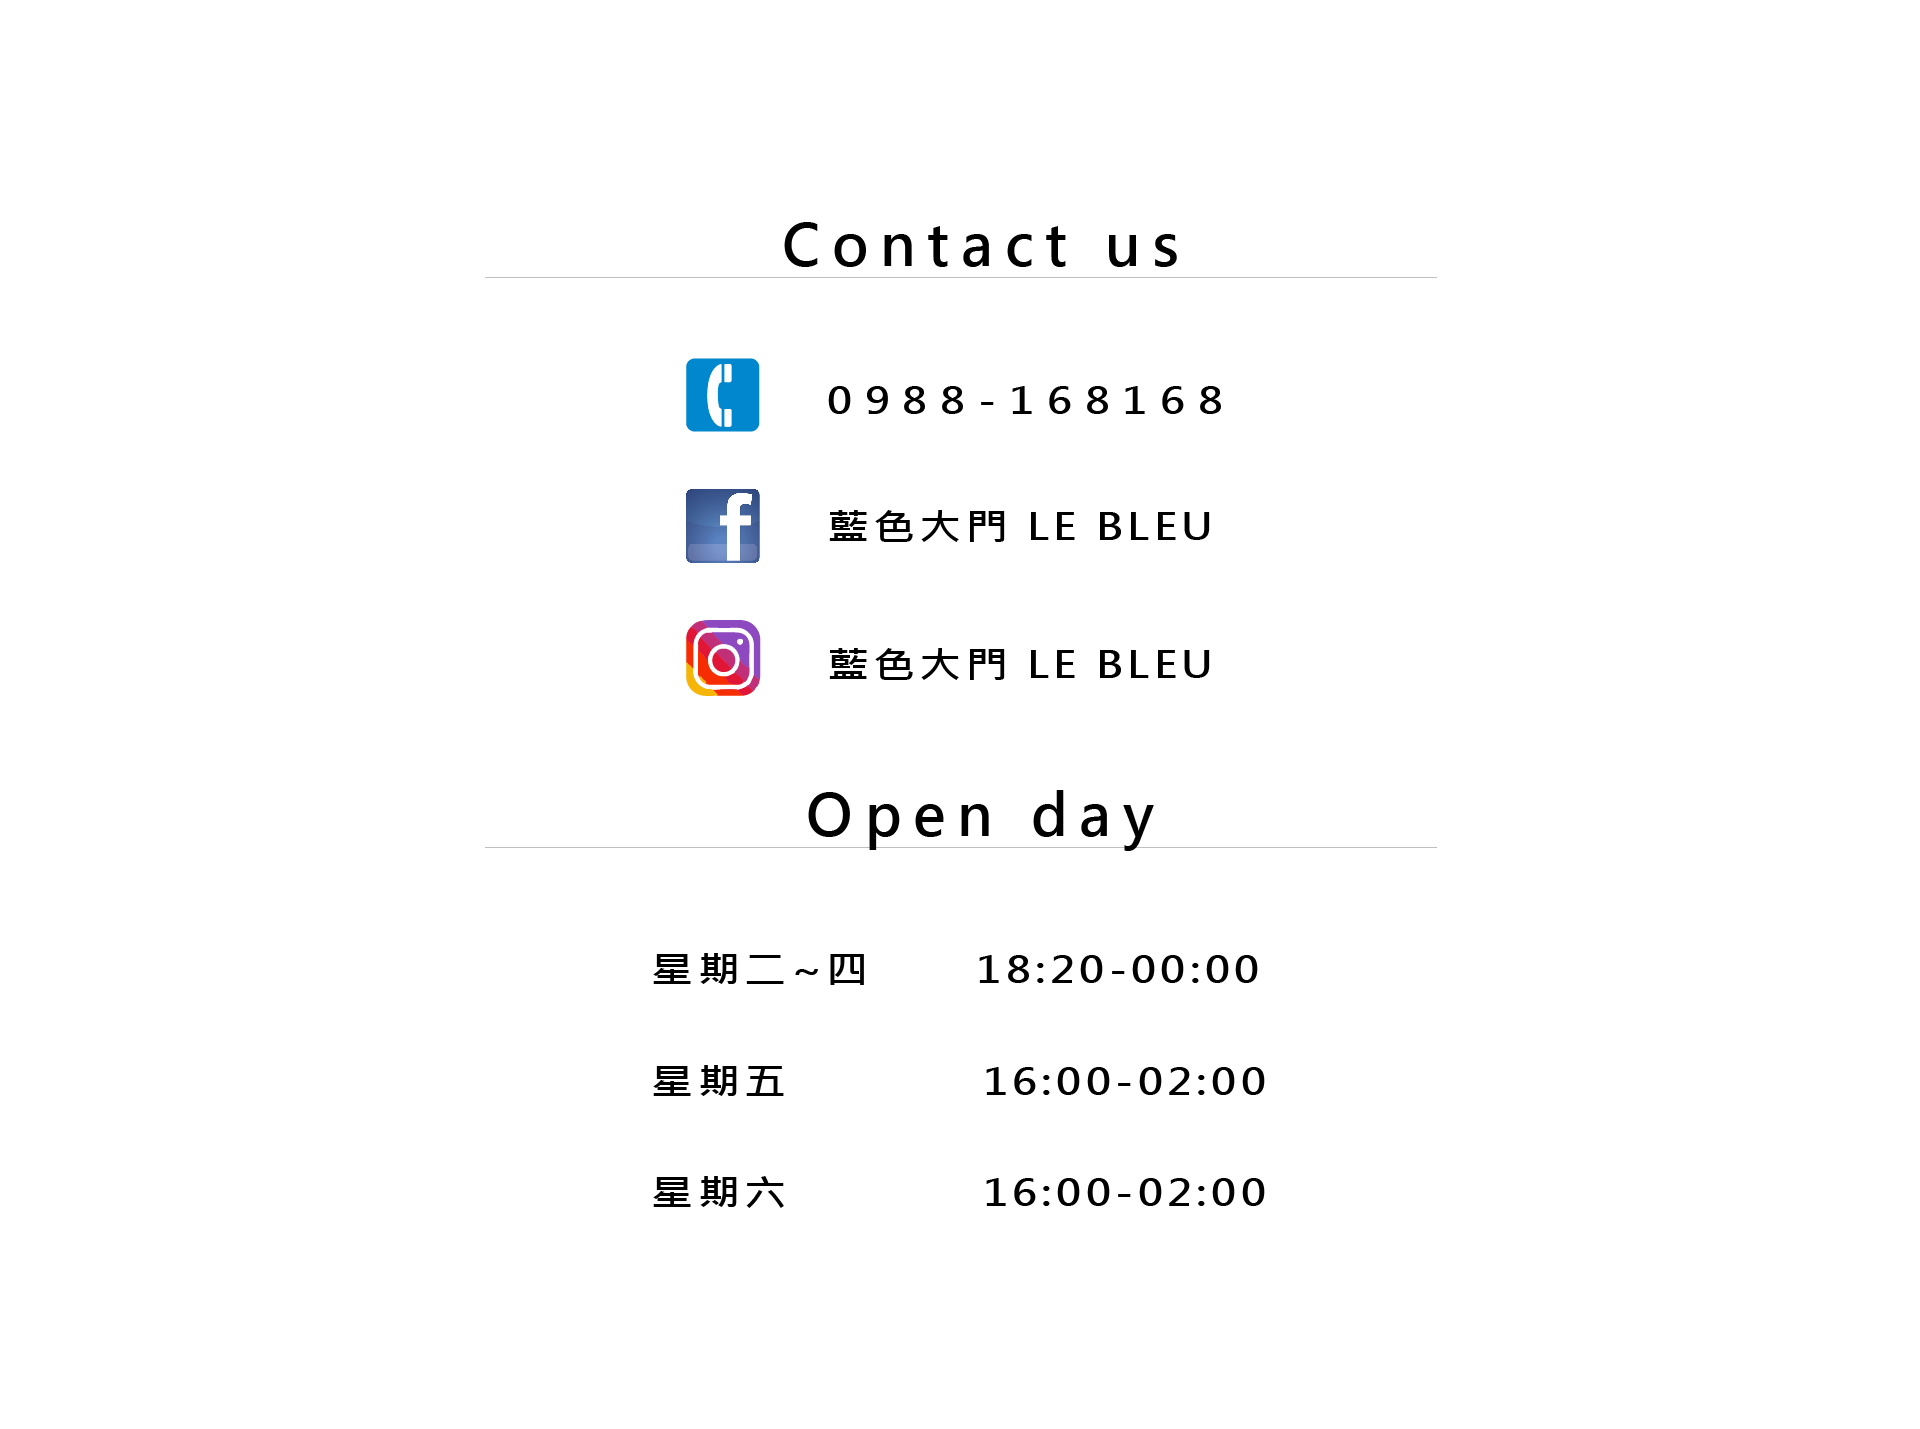 Contact us
0988-168168
藍色大門 LE BLEU
藍色大門 LE BLEU
Open day
星期二~四 18:20-00:00
星期五 16:00-02:00
星期六 16:00-02:00